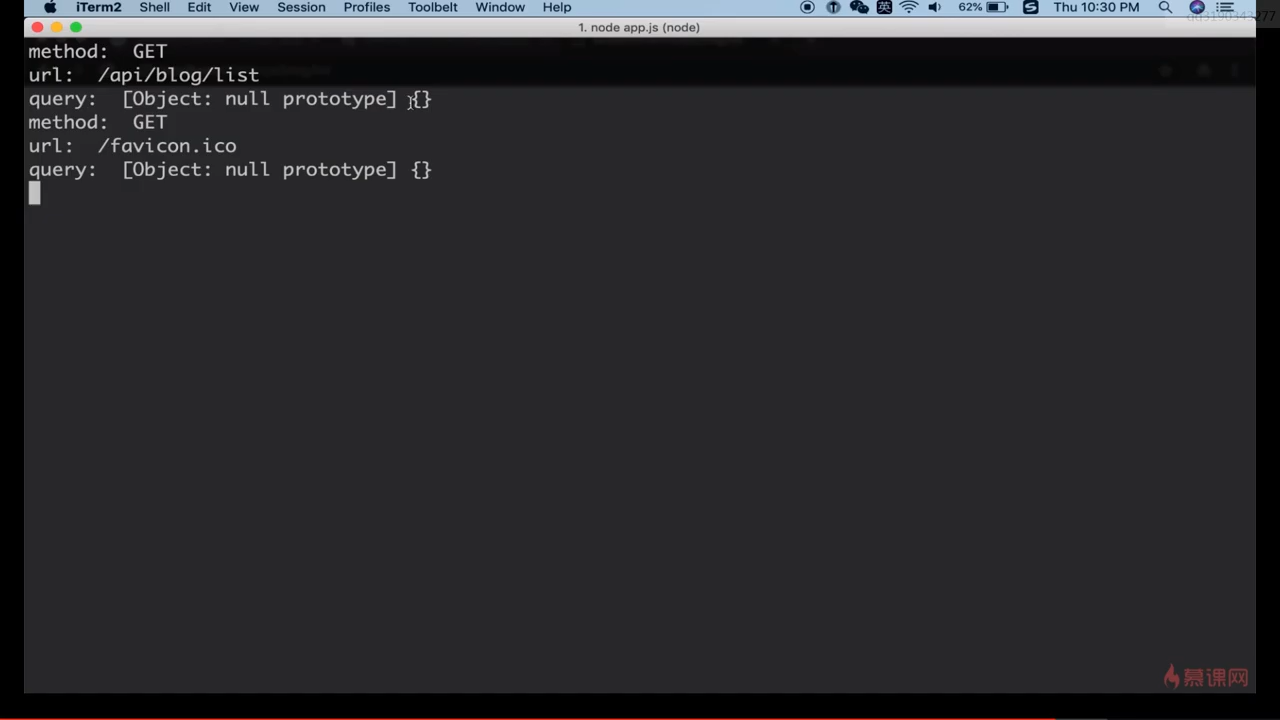 iTerm2 Shell Edit View Session Profiles Toolbelt Window Help 英 62% S Thu 10:30 PM
1. node app.js (node)
method:  GET
url:  /api/blog/list
query:  [Object: null prototype] {}
method:  GET
url:  /favicon.ico
query:  [Object: null prototype] {}
慕课网